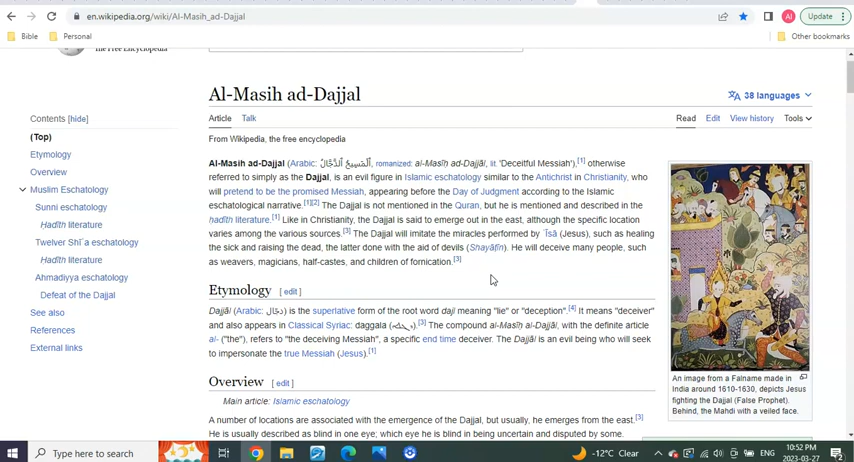 en.wikipedia.org/wiki/Al-Masih_ad-Dajjal
AI
Update
Bible
Personal
Other bookmarks
Contents [hide]
(Top)
Etymology
Overview
Muslim Eschatology
Sunni eschatology
Hadīth literature
Twelver Shīʿa eschatology
Hadīth literature
Ahmadiyya eschatology
Defeat of the Dajjal
See also
References
External links
Al-Masih ad-Dajjal
38 languages
Article Talk
Read Edit View history Tools
From Wikipedia, the free encyclopedia
Al-Masih ad-Dajjal (Arabic: ٱلْمَسِيحُ ٱلدَّجَّالُ, romanized: al-Masīḥ ad-Dajjāl, lit. 'Deceitful Messiah'),[1] otherwise
referred to simply as the Dajjal, is an evil figure in Islamic eschatology similar to the Antichrist in Christianity, who
will pretend to be the promised Messiah, appearing before the Day of Judgment according to the Islamic
eschatological narrative.[1][2] The Dajjal is not mentioned in the Quran, but he is mentioned and described in the
ḥadīth literature.[1] Like in Christianity, the Dajjal is said to emerge out in the east, although the specific location
varies among the various sources.[3] The Dajjal will imitate the miracles performed by ʿĪsā (Jesus), such as healing
the sick and raising the dead, the latter done with the aid of devils (Shayāṭīn). He will deceive many people, such
as weavers, magicians, half-castes, and children of fornication.[3]
Etymology [ edit ]
Dajjāl (Arabic: دجّال) is the superlative form of the root word dajl meaning "lie" or "deception".[4] It means "deceiver"
and also appears in Classical Syriac: daggala [3] The compound al-Masīḥ al-Dajjāl, with the definite article
al- ("the"), refers to "the deceiving Messiah", a specific end time deceiver. The Dajjāl is an evil being who will seek
to impersonate the true Messiah (Jesus).[1]
Overview [ edit ]
Main article: Islamic eschatology
A number of locations are associated with the emergence of the Dajjal, but usually, he emerges from the east.[3]
He is usually described as blind in one eye; which eye he is blind in being uncertain and disputed by some.
An image from a Falname made in
India around 1610-1630, depicts Jesus
fighting the Dajjal (False Prophet).
Behind, the Mahdi with a veiled face.
Type here to search
-12°C Clear
ENG
10:52 PM
2023-03-27
2